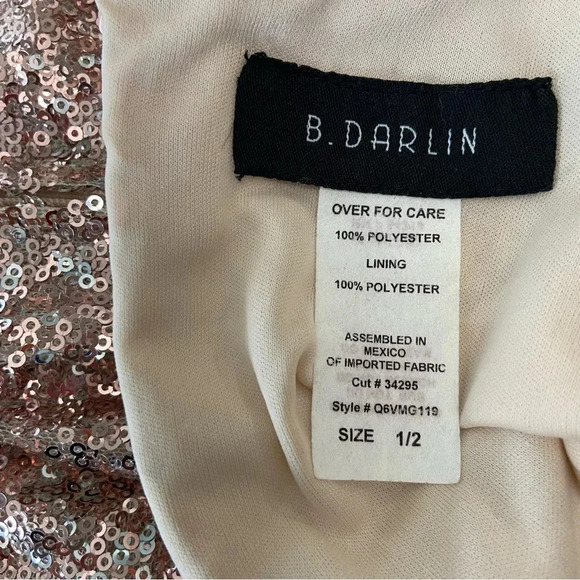 B. DARLIN
OVER FOR CARE
100% POLYESTER
LINING
100% POLYESTER
ASSEMBLED IN
MEXICO
OF IMPORTED FABRIC
Cut # 34295
Style # Q6VMG119
SIZE 1/2